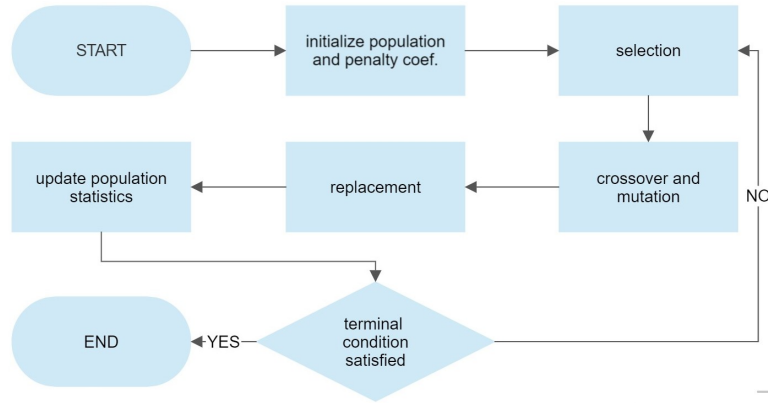 START
initialize population
and penalty coef.
selection
update population
statistics
replacement
crossover and
mutation
NO
END
YES
terminal
condition
satisfied